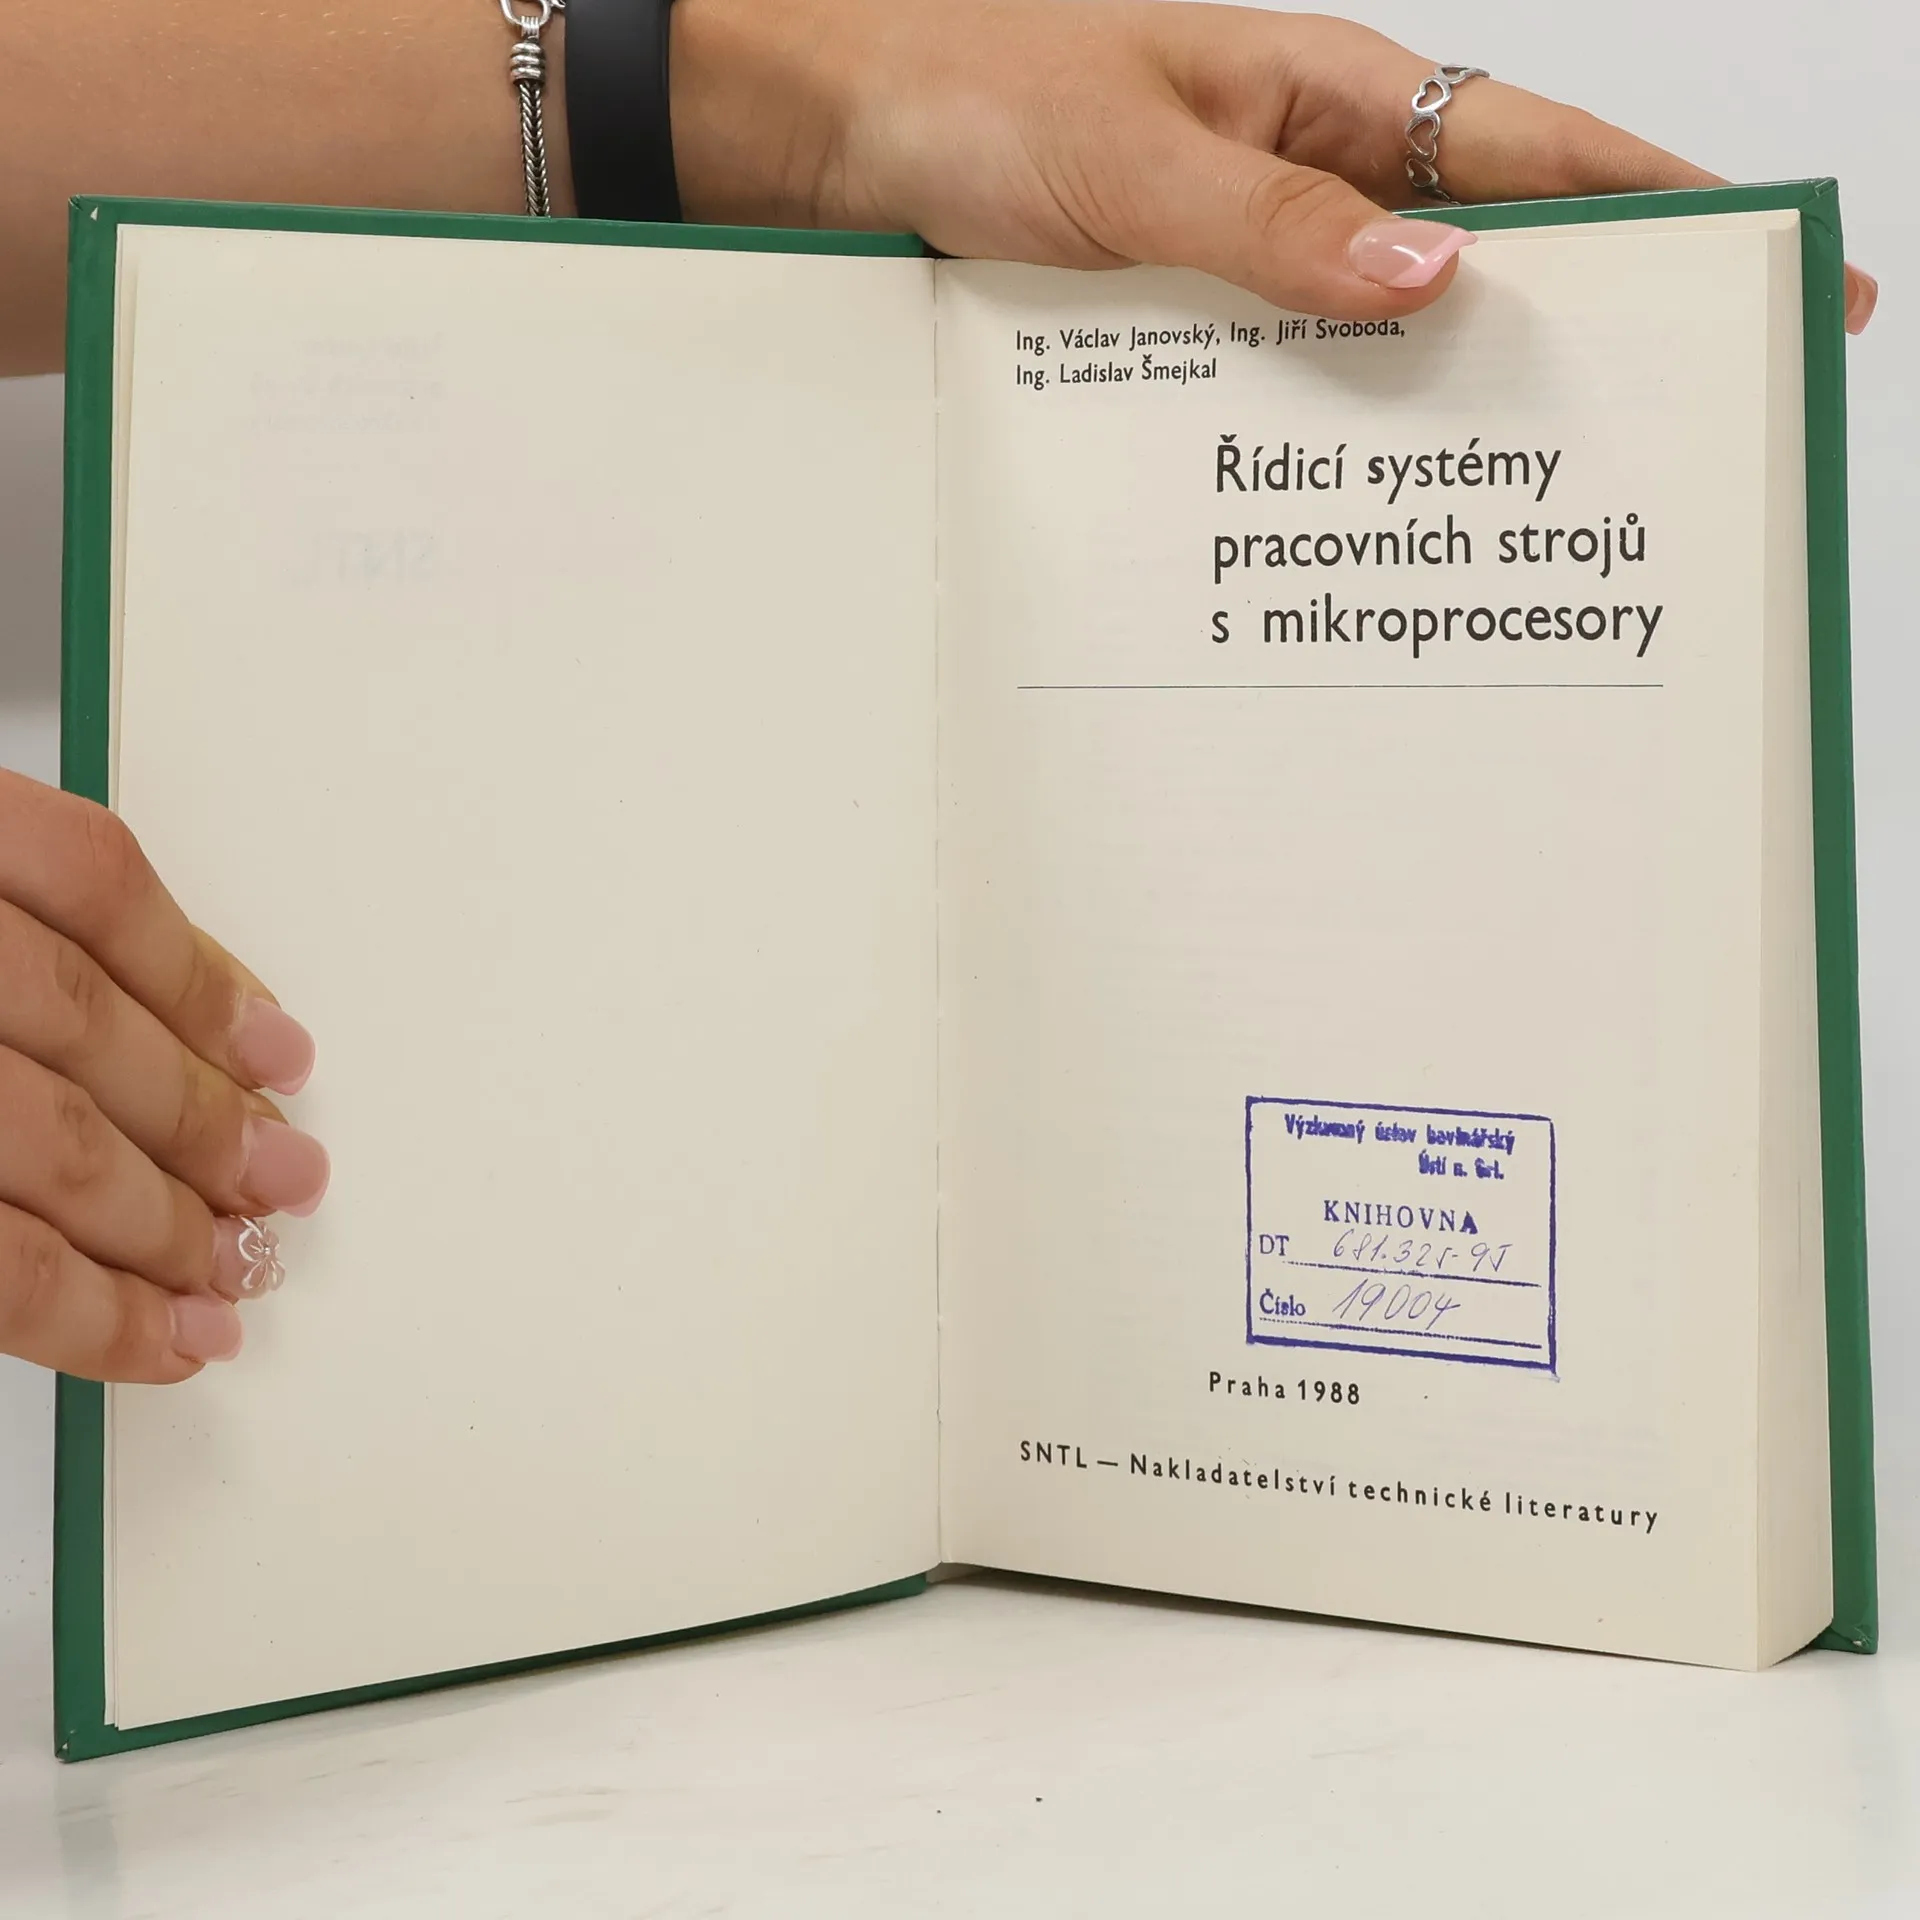 Ing. Václav Janovský, Ing. Jiří Svoboda,
Ing. Ladislav Šmejkal
Řídicí systémy
pracovních strojů
s mikroprocesory
Výzkumný ústav bavlnářský
Ústí n. Orl.
KNIHOVNA
DT 681.325-95
Číslo 19004
Praha 1988
SNTL — Nakladatelství technické literatury